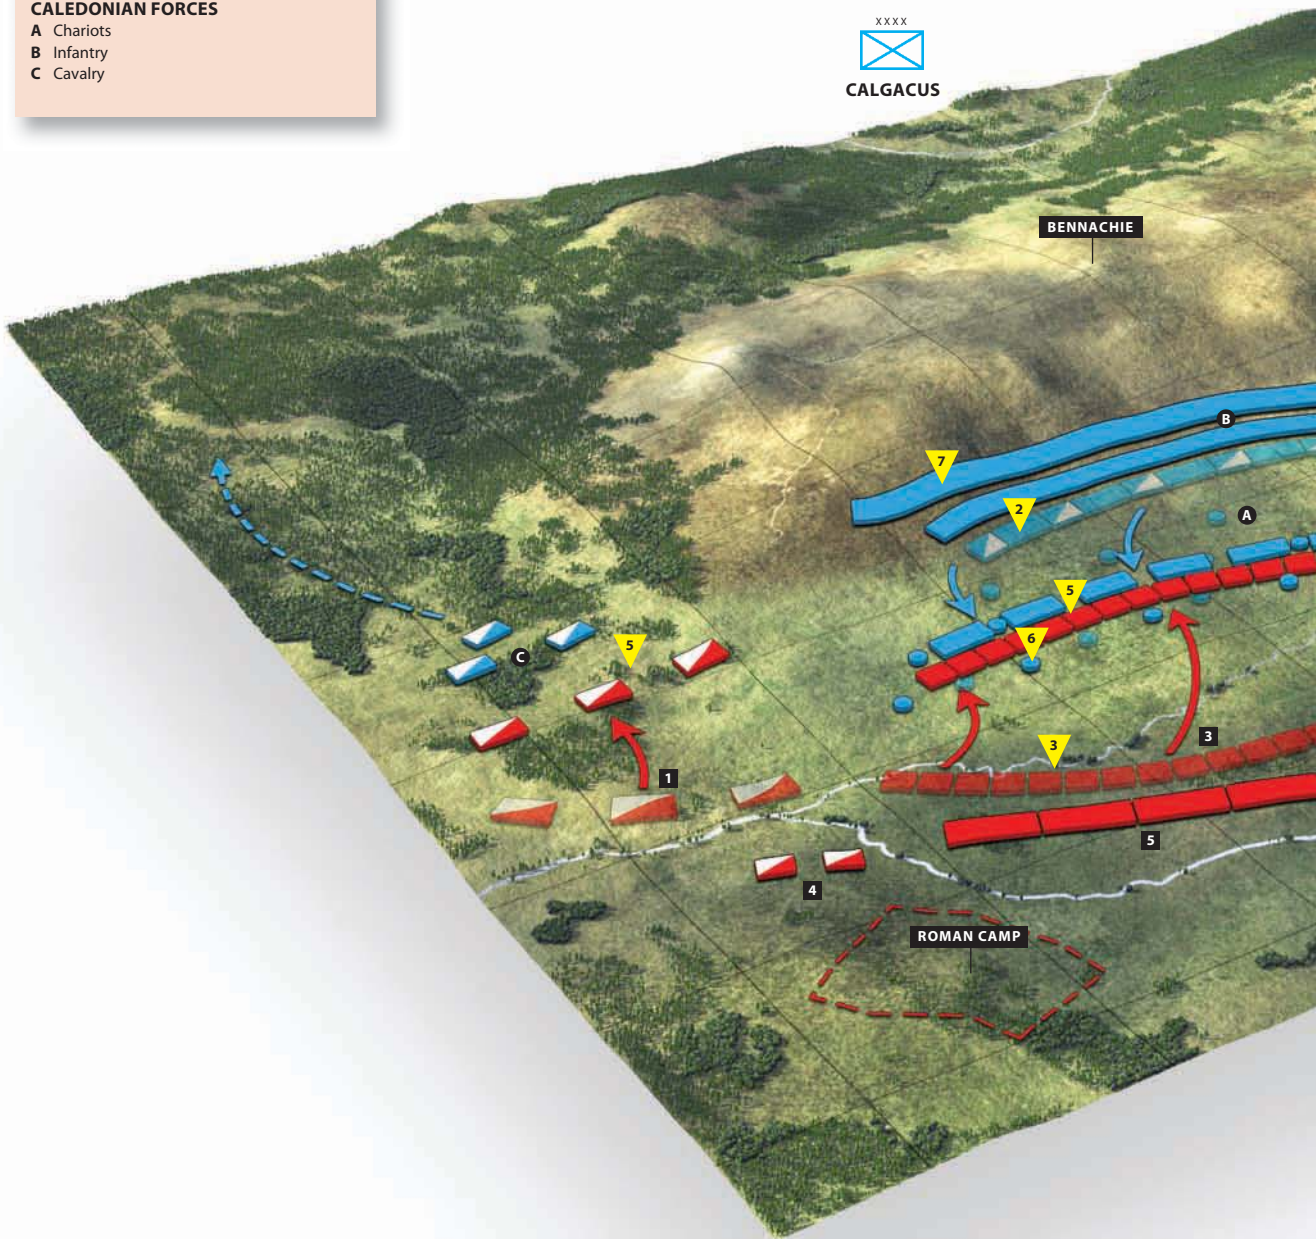 CALEDONIAN FORCES
A Chariots
B Infantry
C Cavalry
xxxx
CALGACUS
BENNACHIE
B
7
2
A
5
6
5
C
3
3
1
5
4
ROMAN CAMP